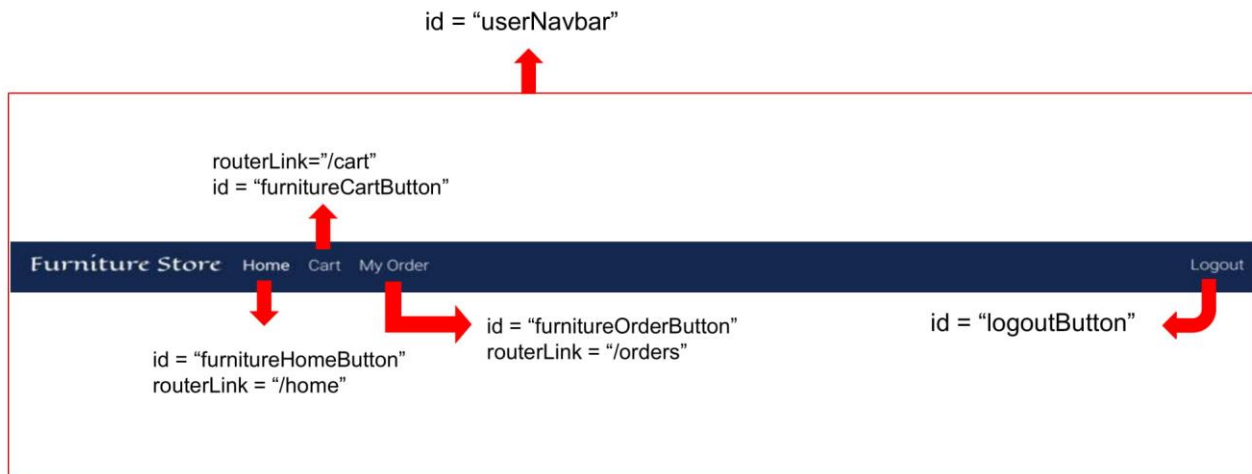 id = “userNavbar”
routerLink=”/cart”
id = “furnitureCartButton”
Furniture Store Home Cart My Order Logout
id = “furnitureOrderButton”
routerLink = “/orders”
id = “logoutButton”
id = “furnitureHomeButton”
routerLink = “/home”